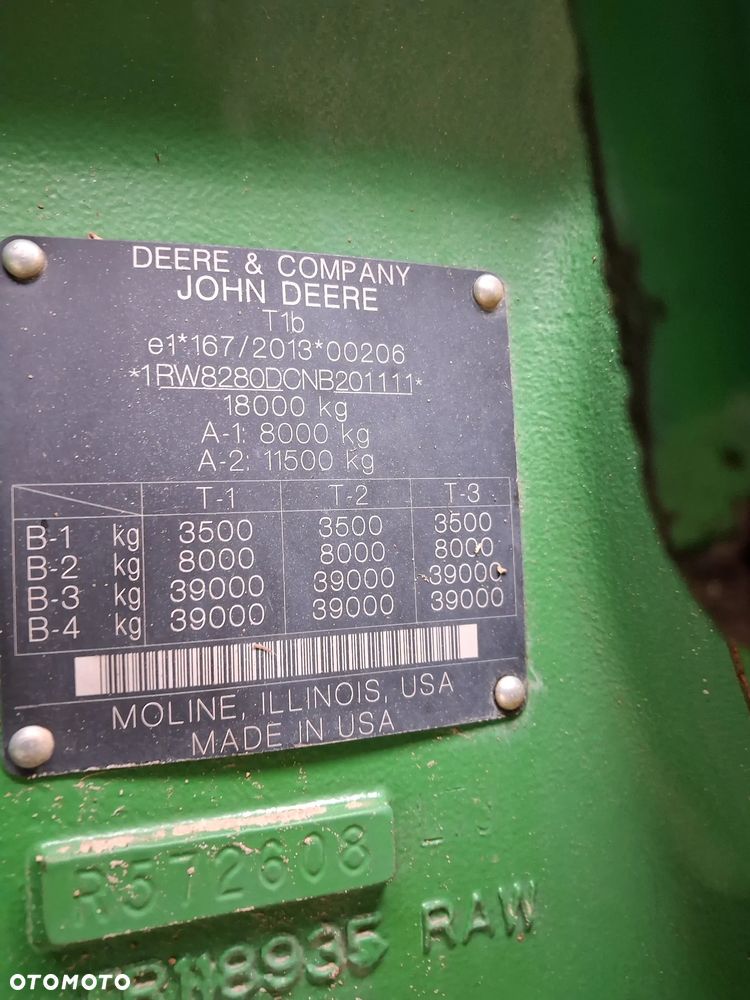 DEERE & COMPANY
JOHN DEERE
T1b
e1*167/2013*00206
*1RW8280DCNB201111*
18000 kg
A-1: 8000 kg
A-2: 11500 kg
T-1 T-2 T-3
B-1 kg 3500 3500 3500
B-2 kg 8000 8000 8000
B-3 kg 39000 39000 39000
B-4 kg 39000 39000 39000
MOLINE, ILLINOIS, USA
MADE IN USA
R572608
RAW
OTOMOTO